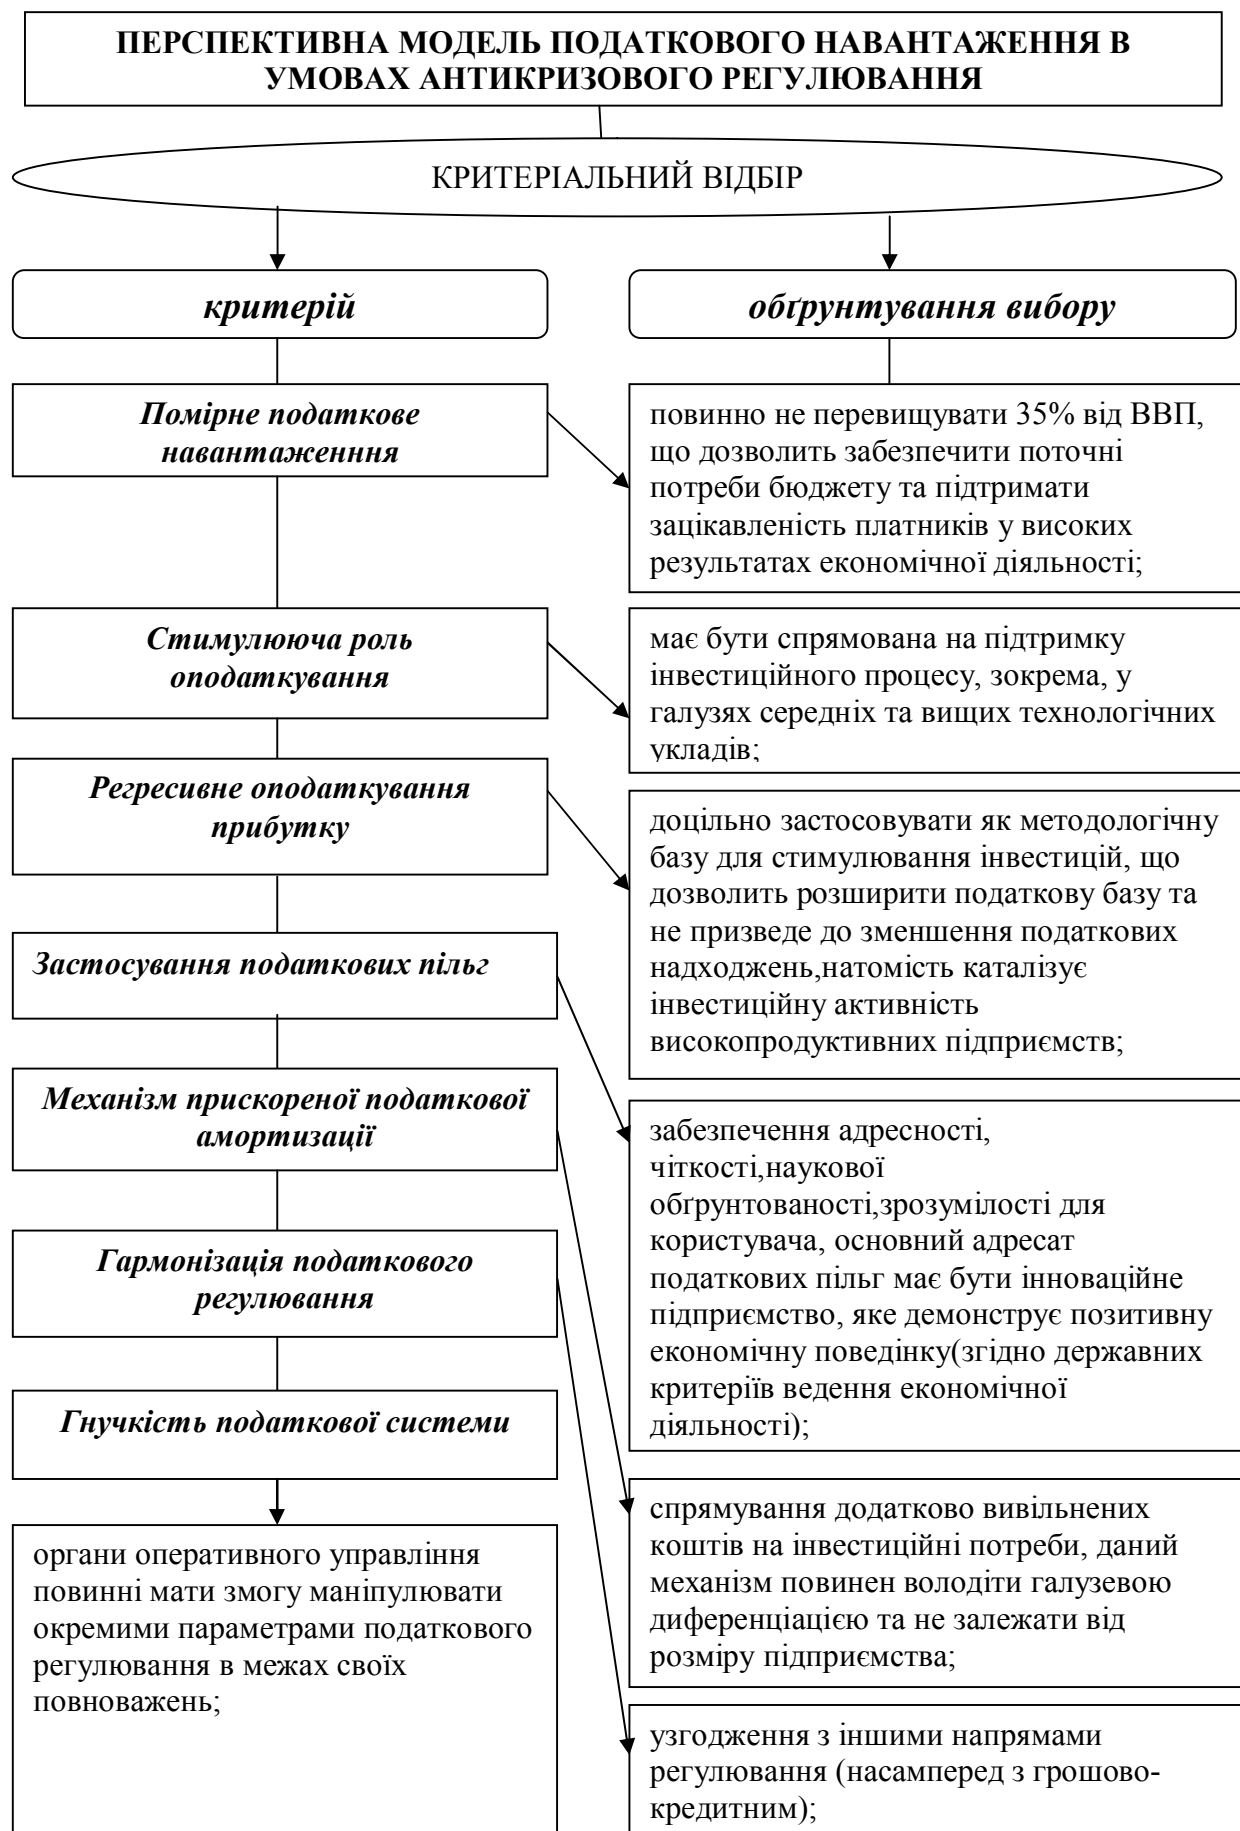 ПЕРСПЕКТИВНА МОДЕЛЬ ПОДАТКОВОГО НАВАНТАЖЕННЯ В
УМОВАХ АНТИКРИЗОВОГО РЕГУЛЮВАННЯ
КРИТЕРІАЛЬНИЙ ВІДБІР
критерій
обґрунтування вибору
Помірне податкове
навантаженння
повинно не перевищувати 35% від ВВП,
що дозволить забезпечити поточні
потреби бюджету та підтримати
зацікавленість платників у високих
результатах економічної діяльності;
Стимулююча роль
оподаткування
має бути спрямована на підтримку
інвестиційного процесу, зокрема, у
галузях середніх та вищих технологічних
укладів;
Регресивне оподаткування
прибутку
доцільно застосовувати як методологічну
базу для стимулювання інвестицій, що
дозволить розширити податкову базу та
не призведе до зменшення податкових
надходжень,натомість каталізує
інвестиційну активність
високопродуктивних підприємств;
Застосування податкових пільг
забезпечення адресності,
чіткості,наукової
обґрунтованості,зрозумілості для
користувача, основний адресат
податкових пільг має бути інноваційне
підприємство, яке демонструє позитивну
економічну поведінку(згідно державних
критеріїв ведення економічної
діяльності);
Механізм прискореної податкової
амортизації
спрямування додатково вивільнених
коштів на інвестиційні потреби, даний
механізм повинен володіти галузевою
диференціацією та не залежати від
розміру підприємства;
Гармонізація податкового
регулювання
узгодження з іншими напрямами
регулювання (насамперед з грошово-
кредитним);
Гнучкість податкової системи
органи оперативного управління
повинні мати змогу маніпулювати
окремими параметрами податкового
регулювання в межах своїх
повноважень;